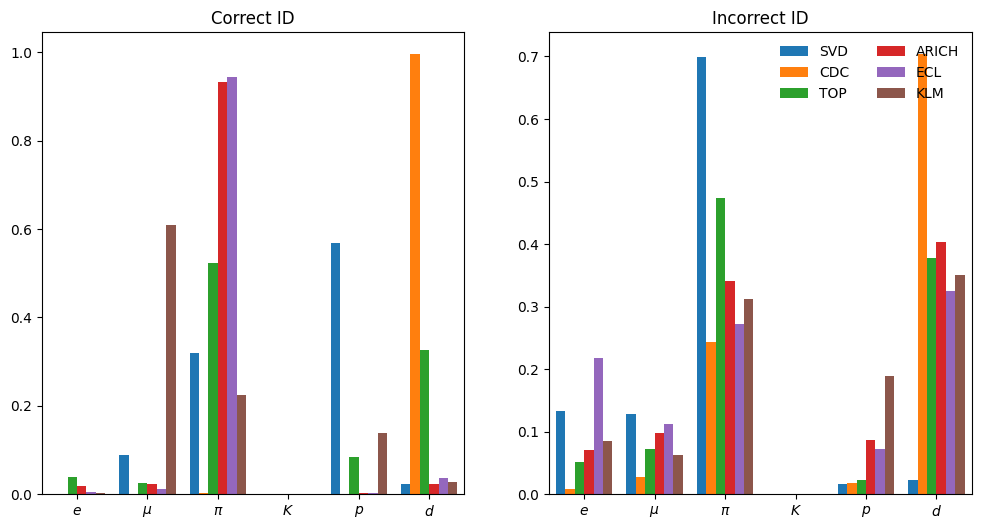 Correct ID
1.0
0.8
0.6
0.4
0.2
0.0
e μ π K p d
Incorrect ID
0.7
0.6
0.5
0.4
0.3
0.2
0.1
0.0
e μ π K p d
SVD
CDC
TOP
ARICH
ECL
KLM